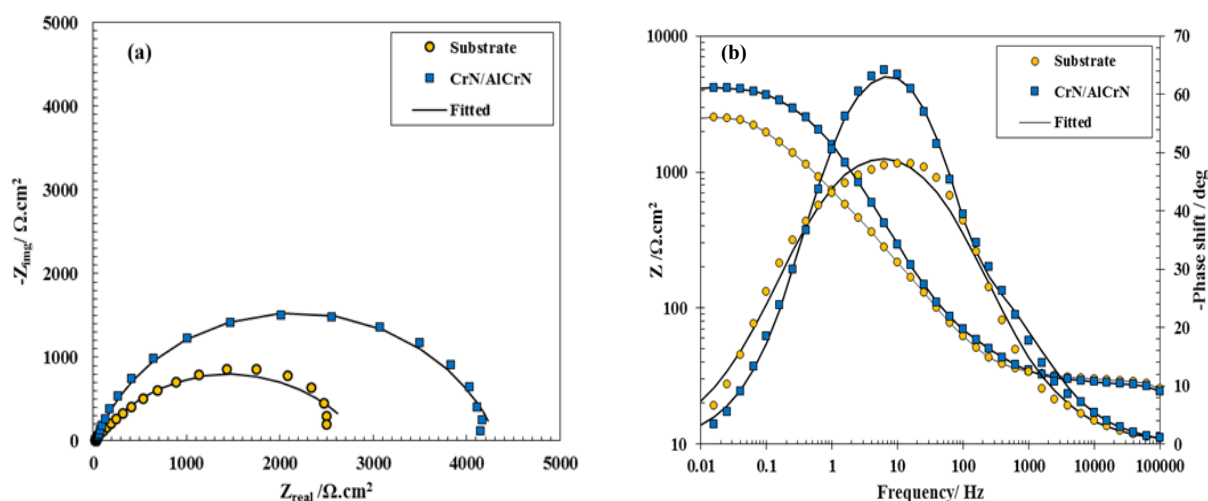 (a)
Substrate
CrN/AlCrN
Fitted
5000
4000
3000
2000
1000
0
-Z_img/ Ω.cm²
0 1000 2000 3000 4000 5000
Z_real /Ω.cm²
(b)
Substrate
CrN/AlCrN
Fitted
10000
1000
100
10
Z /Ω.cm²
70
60
50
40
30
20
10
0
-Phase shift / deg
0.01 0.1 1 10 100 1000 10000 100000
Frequency/ Hz